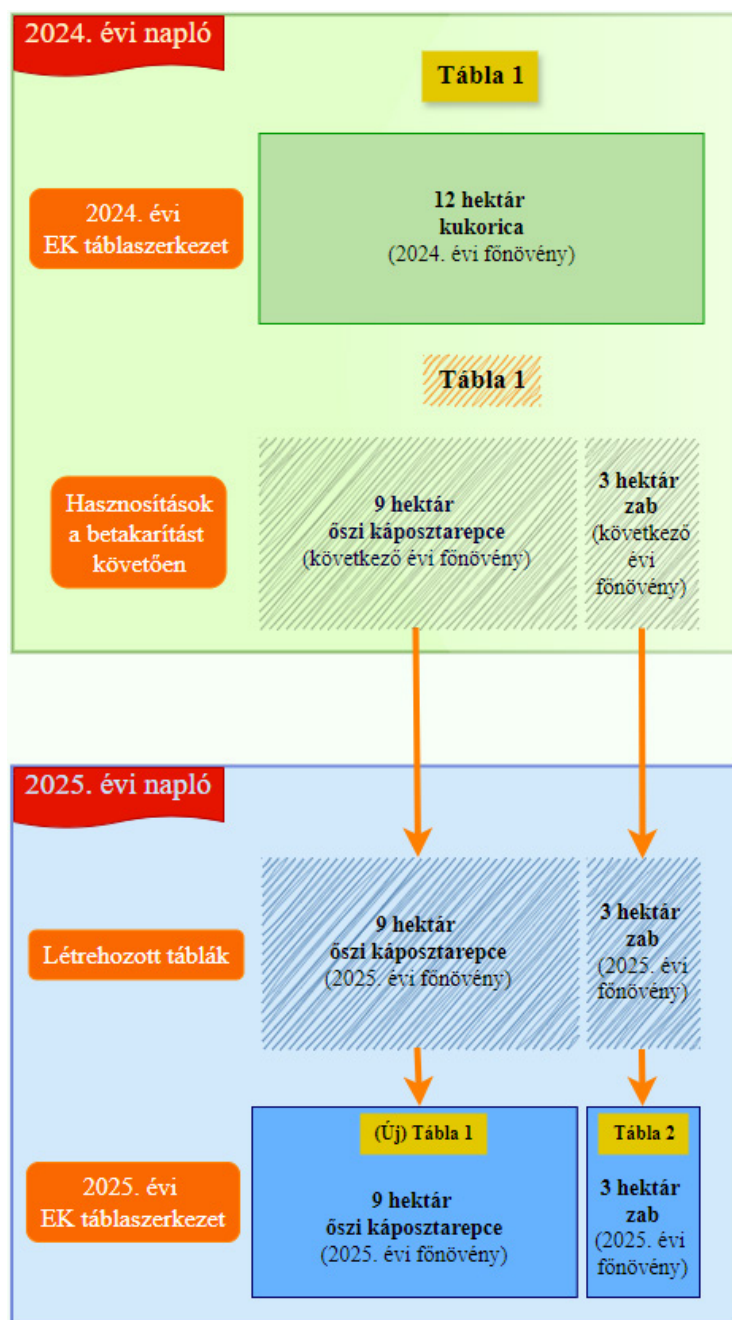 2024. évi napló
Tábla 1
2024. évi
EK táblaszerkezet
12 hektár
kukorica
(2024. évi főnövény)
Tábla 1
Hasznosítások
a betakarítást
követően
9 hektár
őszi káposztarepce
(következő évi főnövény)
3 hektár
zab
(következő
évi
főnövény)
2025. évi napló
Létrehozott táblák
9 hektár
őszi káposztarepce
(2025. évi főnövény)
3 hektár
zab
(2025. évi
főnövény)
2025. évi
EK táblaszerkezet
(Új) Tábla 1
9 hektár
őszi káposztarepce
(2025. évi főnövény)
Tábla 2
3 hektár
zab
(2025. évi
főnövény)